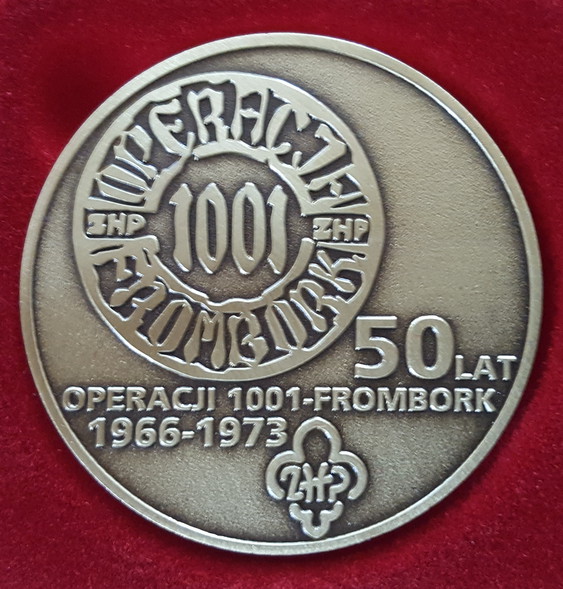 OPERACJA
ZHP 1001 ZHP
FROMBORK
50 LAT
OPERACJI 1001-FROMBORK
1966-1973
ZHP